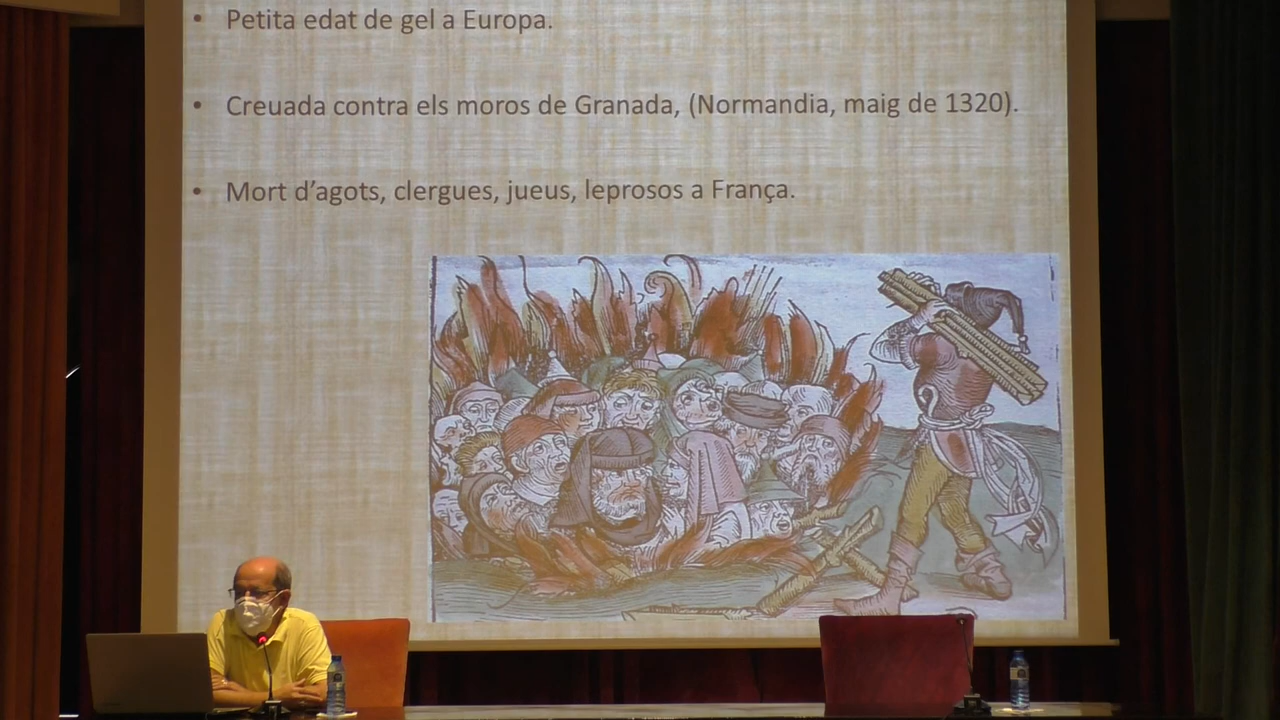 • Petita edat de gel a Europa.
• Creuada contra els moros de Granada, (Normandia, maig de 1320).
• Mort d'agots, clergues, jueus, leprosos a França.